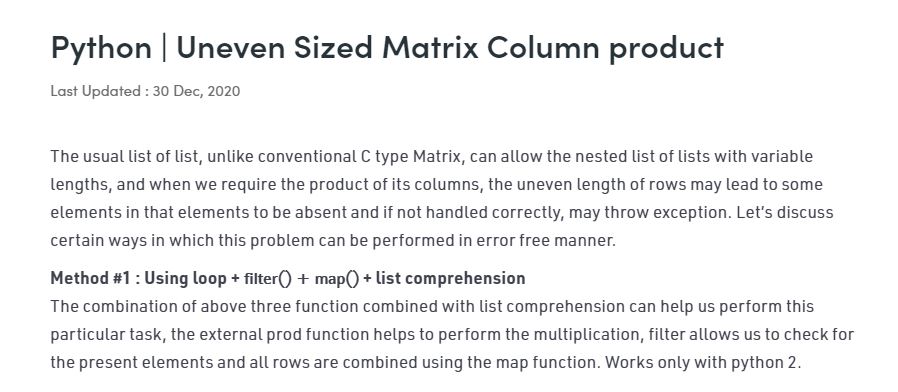 Python | Uneven Sized Matrix Column product
Last Updated : 30 Dec, 2020
The usual list of list, unlike conventional C type Matrix, can allow the nested list of lists with variable
lengths, and when we require the product of its columns, the uneven length of rows may lead to some
elements in that elements to be absent and if not handled correctly, may throw exception. Let’s discuss
certain ways in which this problem can be performed in error free manner.
Method #1 : Using loop + filter() + map() + list comprehension
The combination of above three function combined with list comprehension can help us perform this
particular task, the external prod function helps to perform the multiplication, filter allows us to check for
the present elements and all rows are combined using the map function. Works only with python 2.